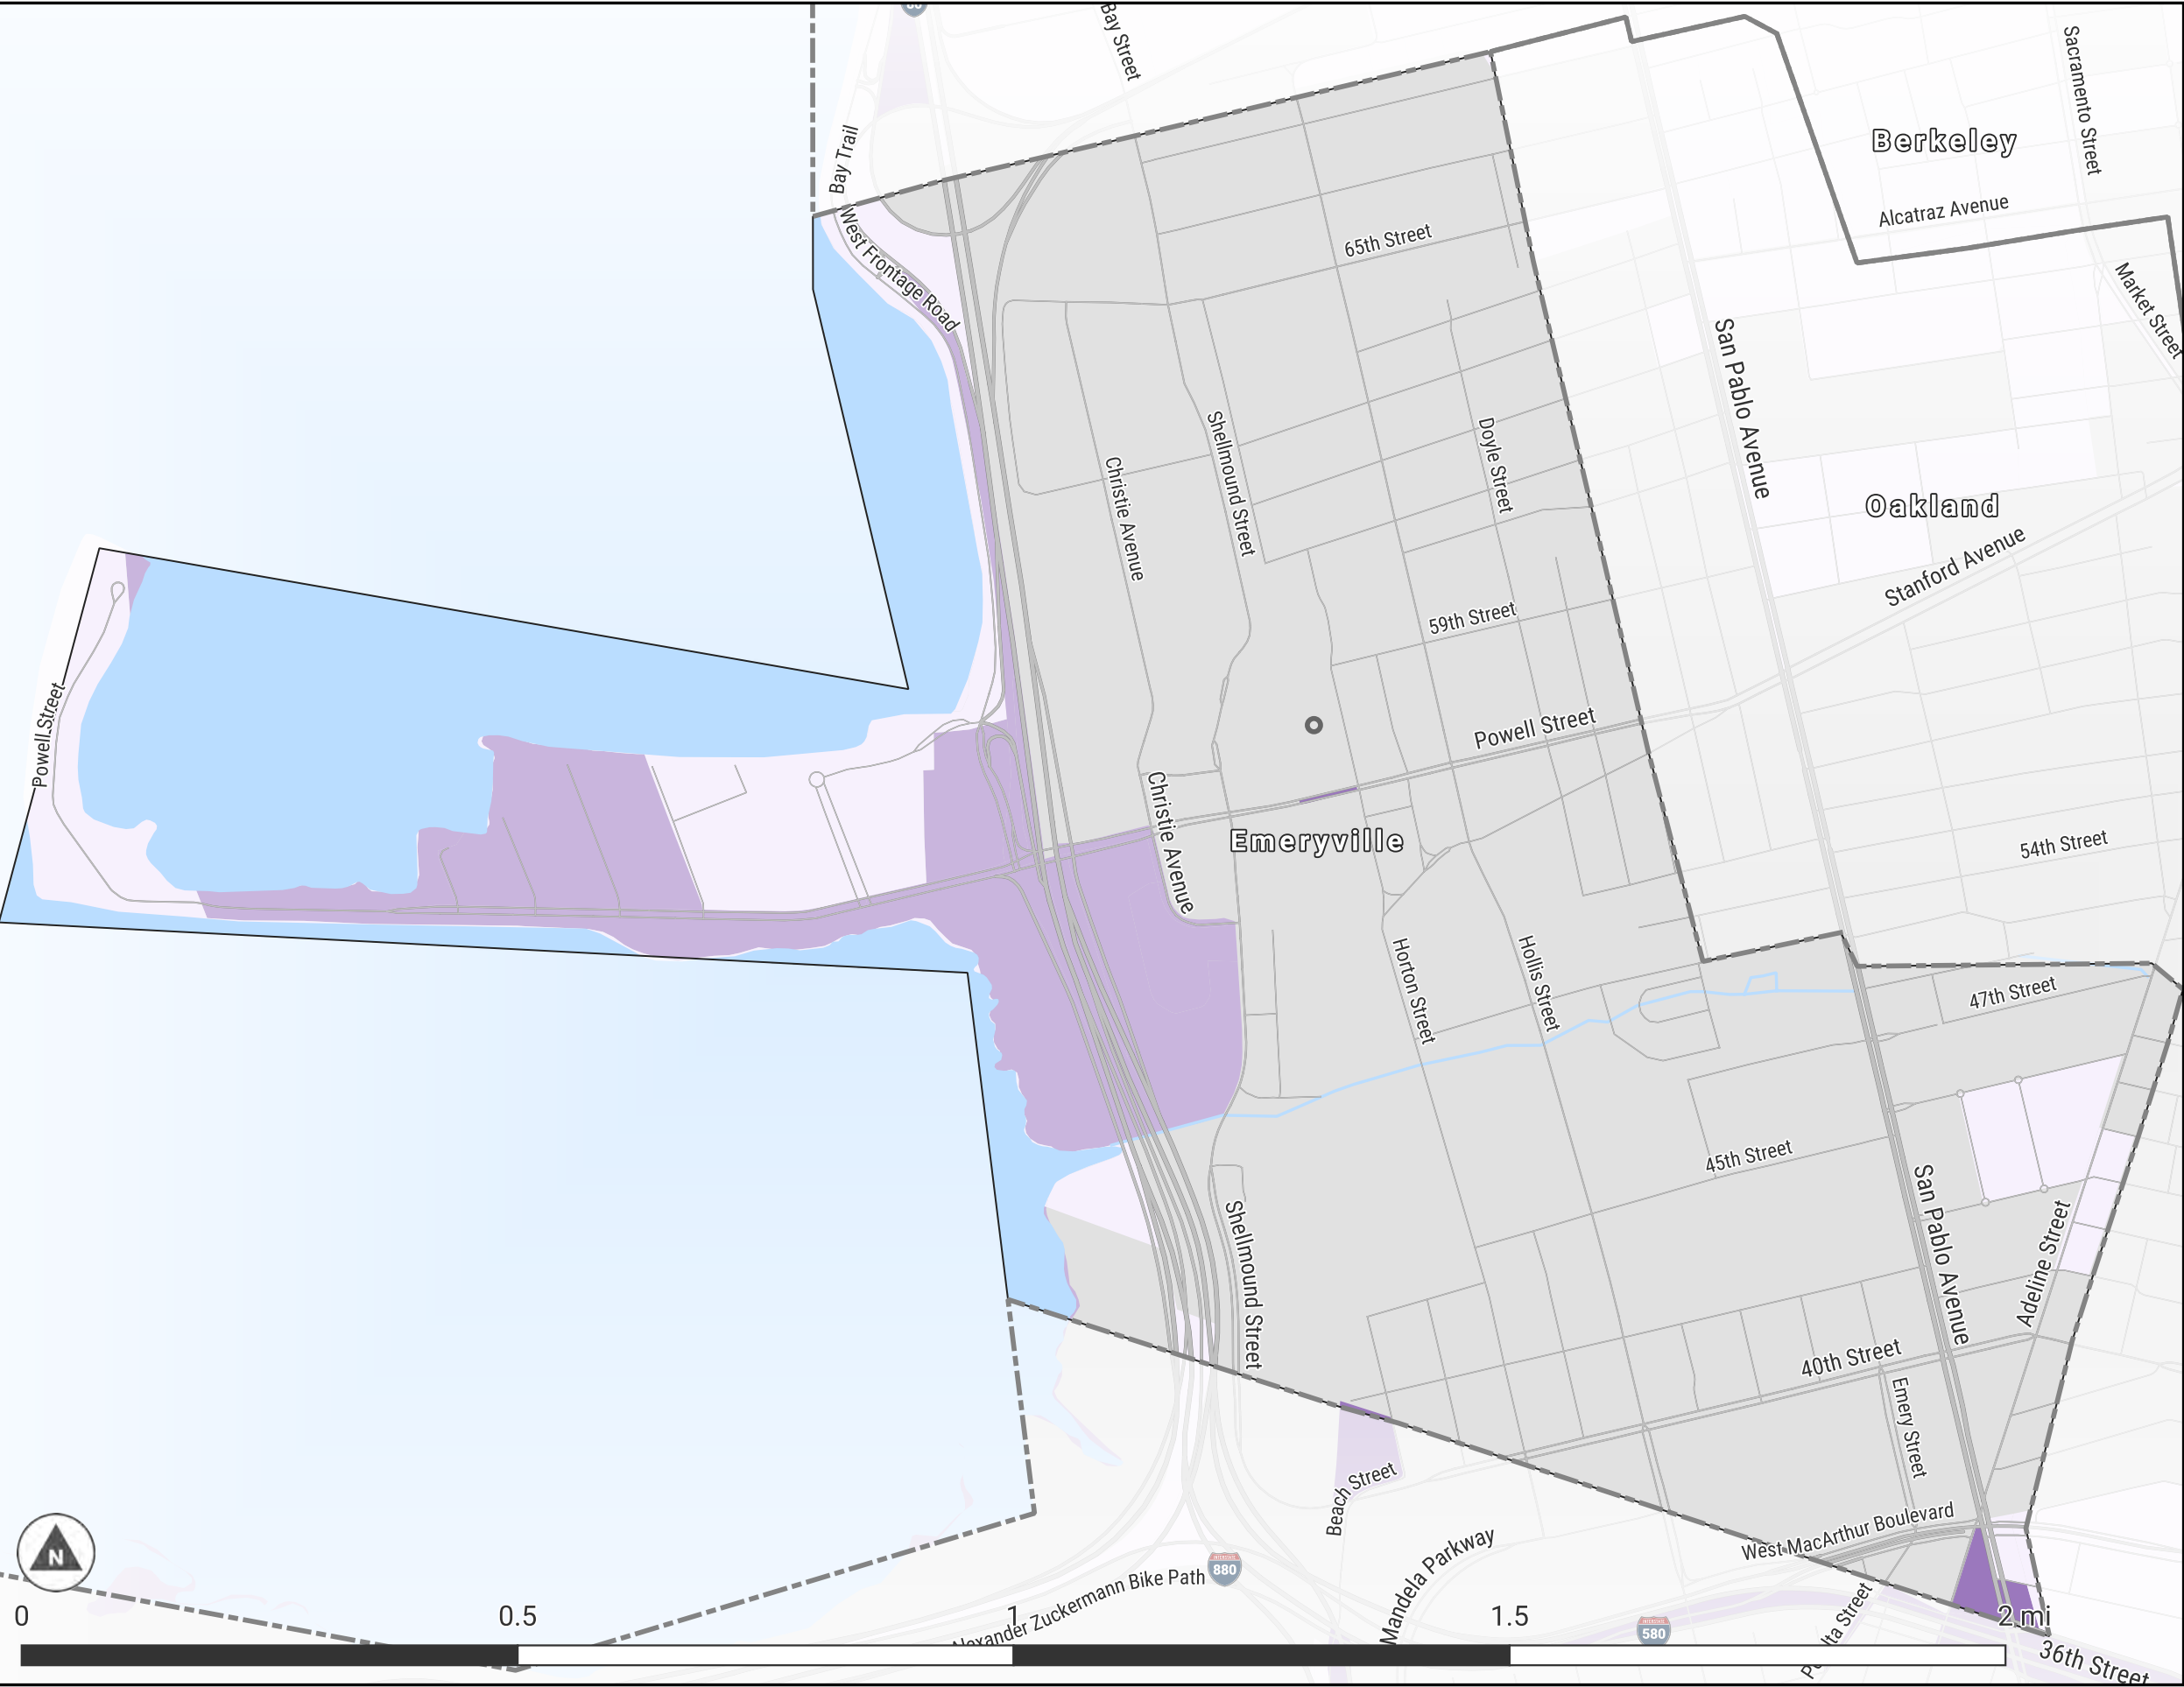 80
Bay Street
Sacramento Street
Berkeley
Bay Trail
Alcatraz Avenue
West Frontage Road
65th Street
Market Street
San Pablo Avenue
Shellmound Street
Doyle Street
Christie Avenue
Oakland
Stanford Avenue
59th Street
Powell Street
Powell Street
Christie Avenue
Emeryville
54th Street
Horton Street
Hollis Street
47th Street
45th Street
San Pablo Avenue
Shellmound Street
Adeline Street
40th Street
Emery Street
Beach Street
West MacArthur Boulevard
Mandela Parkway
N
880
Alexander Zuckermann Bike Path
580
0
0.5
1
1.5
2 mi
36th Street